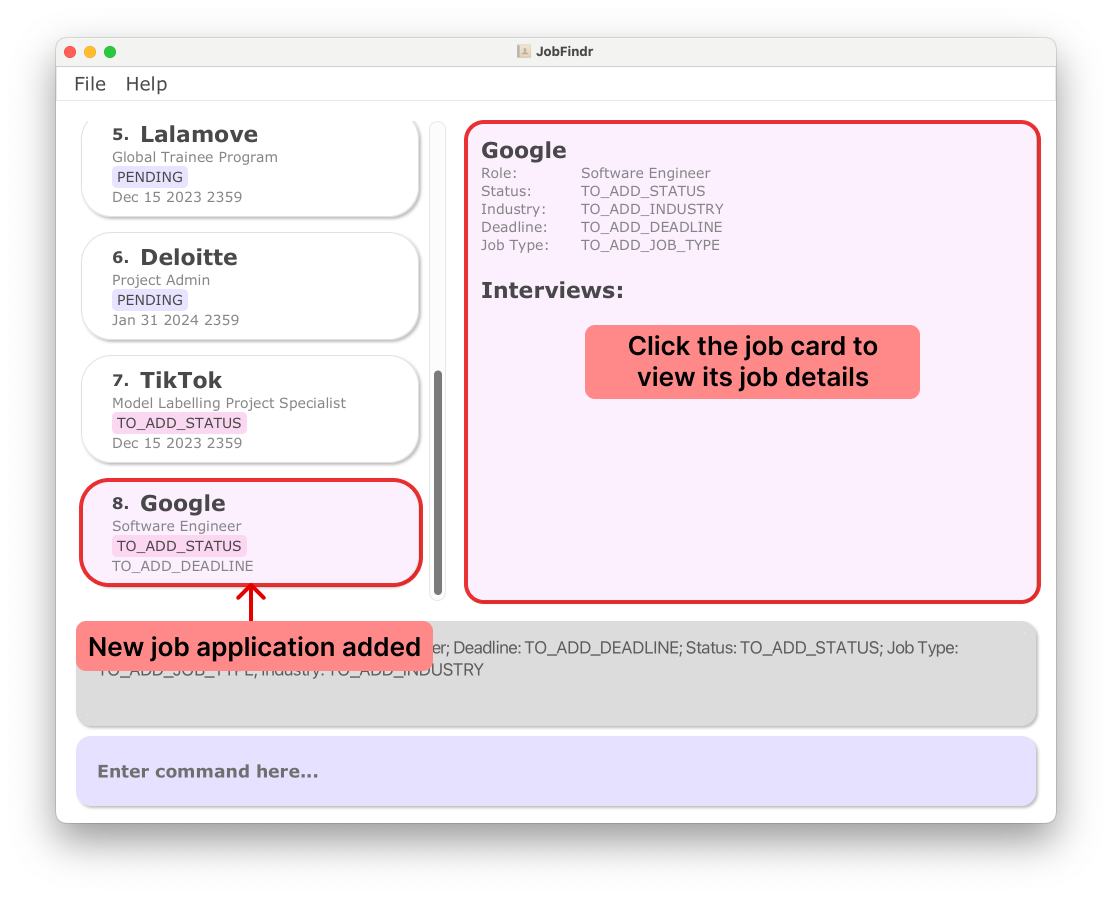 JobFindr
File Help
5. Lalamove
Global Trainee Program
PENDING
Dec 15 2023 2359
6. Deloitte
Project Admin
PENDING
Jan 31 2024 2359
7. TikTok
Model Labelling Project Specialist
TO_ADD_STATUS
Dec 15 2023 2359
8. Google
Software Engineer
TO_ADD_STATUS
TO_ADD_DEADLINE
Google
Role: Software Engineer
Status: TO_ADD_STATUS
Industry: TO_ADD_INDUSTRY
Deadline: TO_ADD_DEADLINE
Job Type: TO_ADD_JOB_TYPE
Interviews:
Click the job card to
view its job details
New job application added
er; Deadline: TO_ADD_DEADLINE; Status: TO_ADD_STATUS; Job Type:
TO_ADD_JOB_TYPE; Industry: TO_ADD_INDUSTRY
Enter command here...